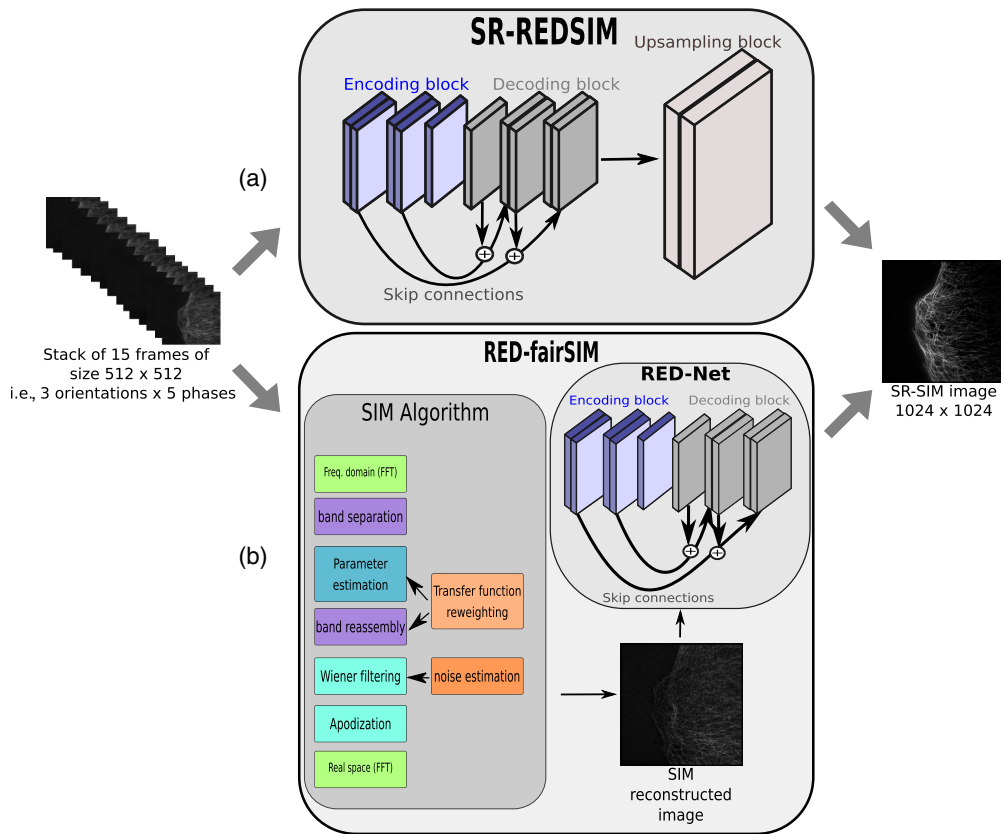 SR-REDSIM
Upsampling block
Encoding block
Decoding block
(a)
+
+
Skip connections
Stack of 15 frames of
size 512 x 512
i.e., 3 orientations x 5 phases
SR-SIM image
1024 x 1024
RED-fairSIM
RED-Net
Encoding block
Decoding block
+
+
Skip connections
SIM Algorithm
Freq. domain (FFT)
band separation
Parameter
estimation
Transfer function
reweighting
band reassembly
Wiener filtering
noise estimation
Apodization
Real space (FFT)
(b)
SIM
reconstructed
image